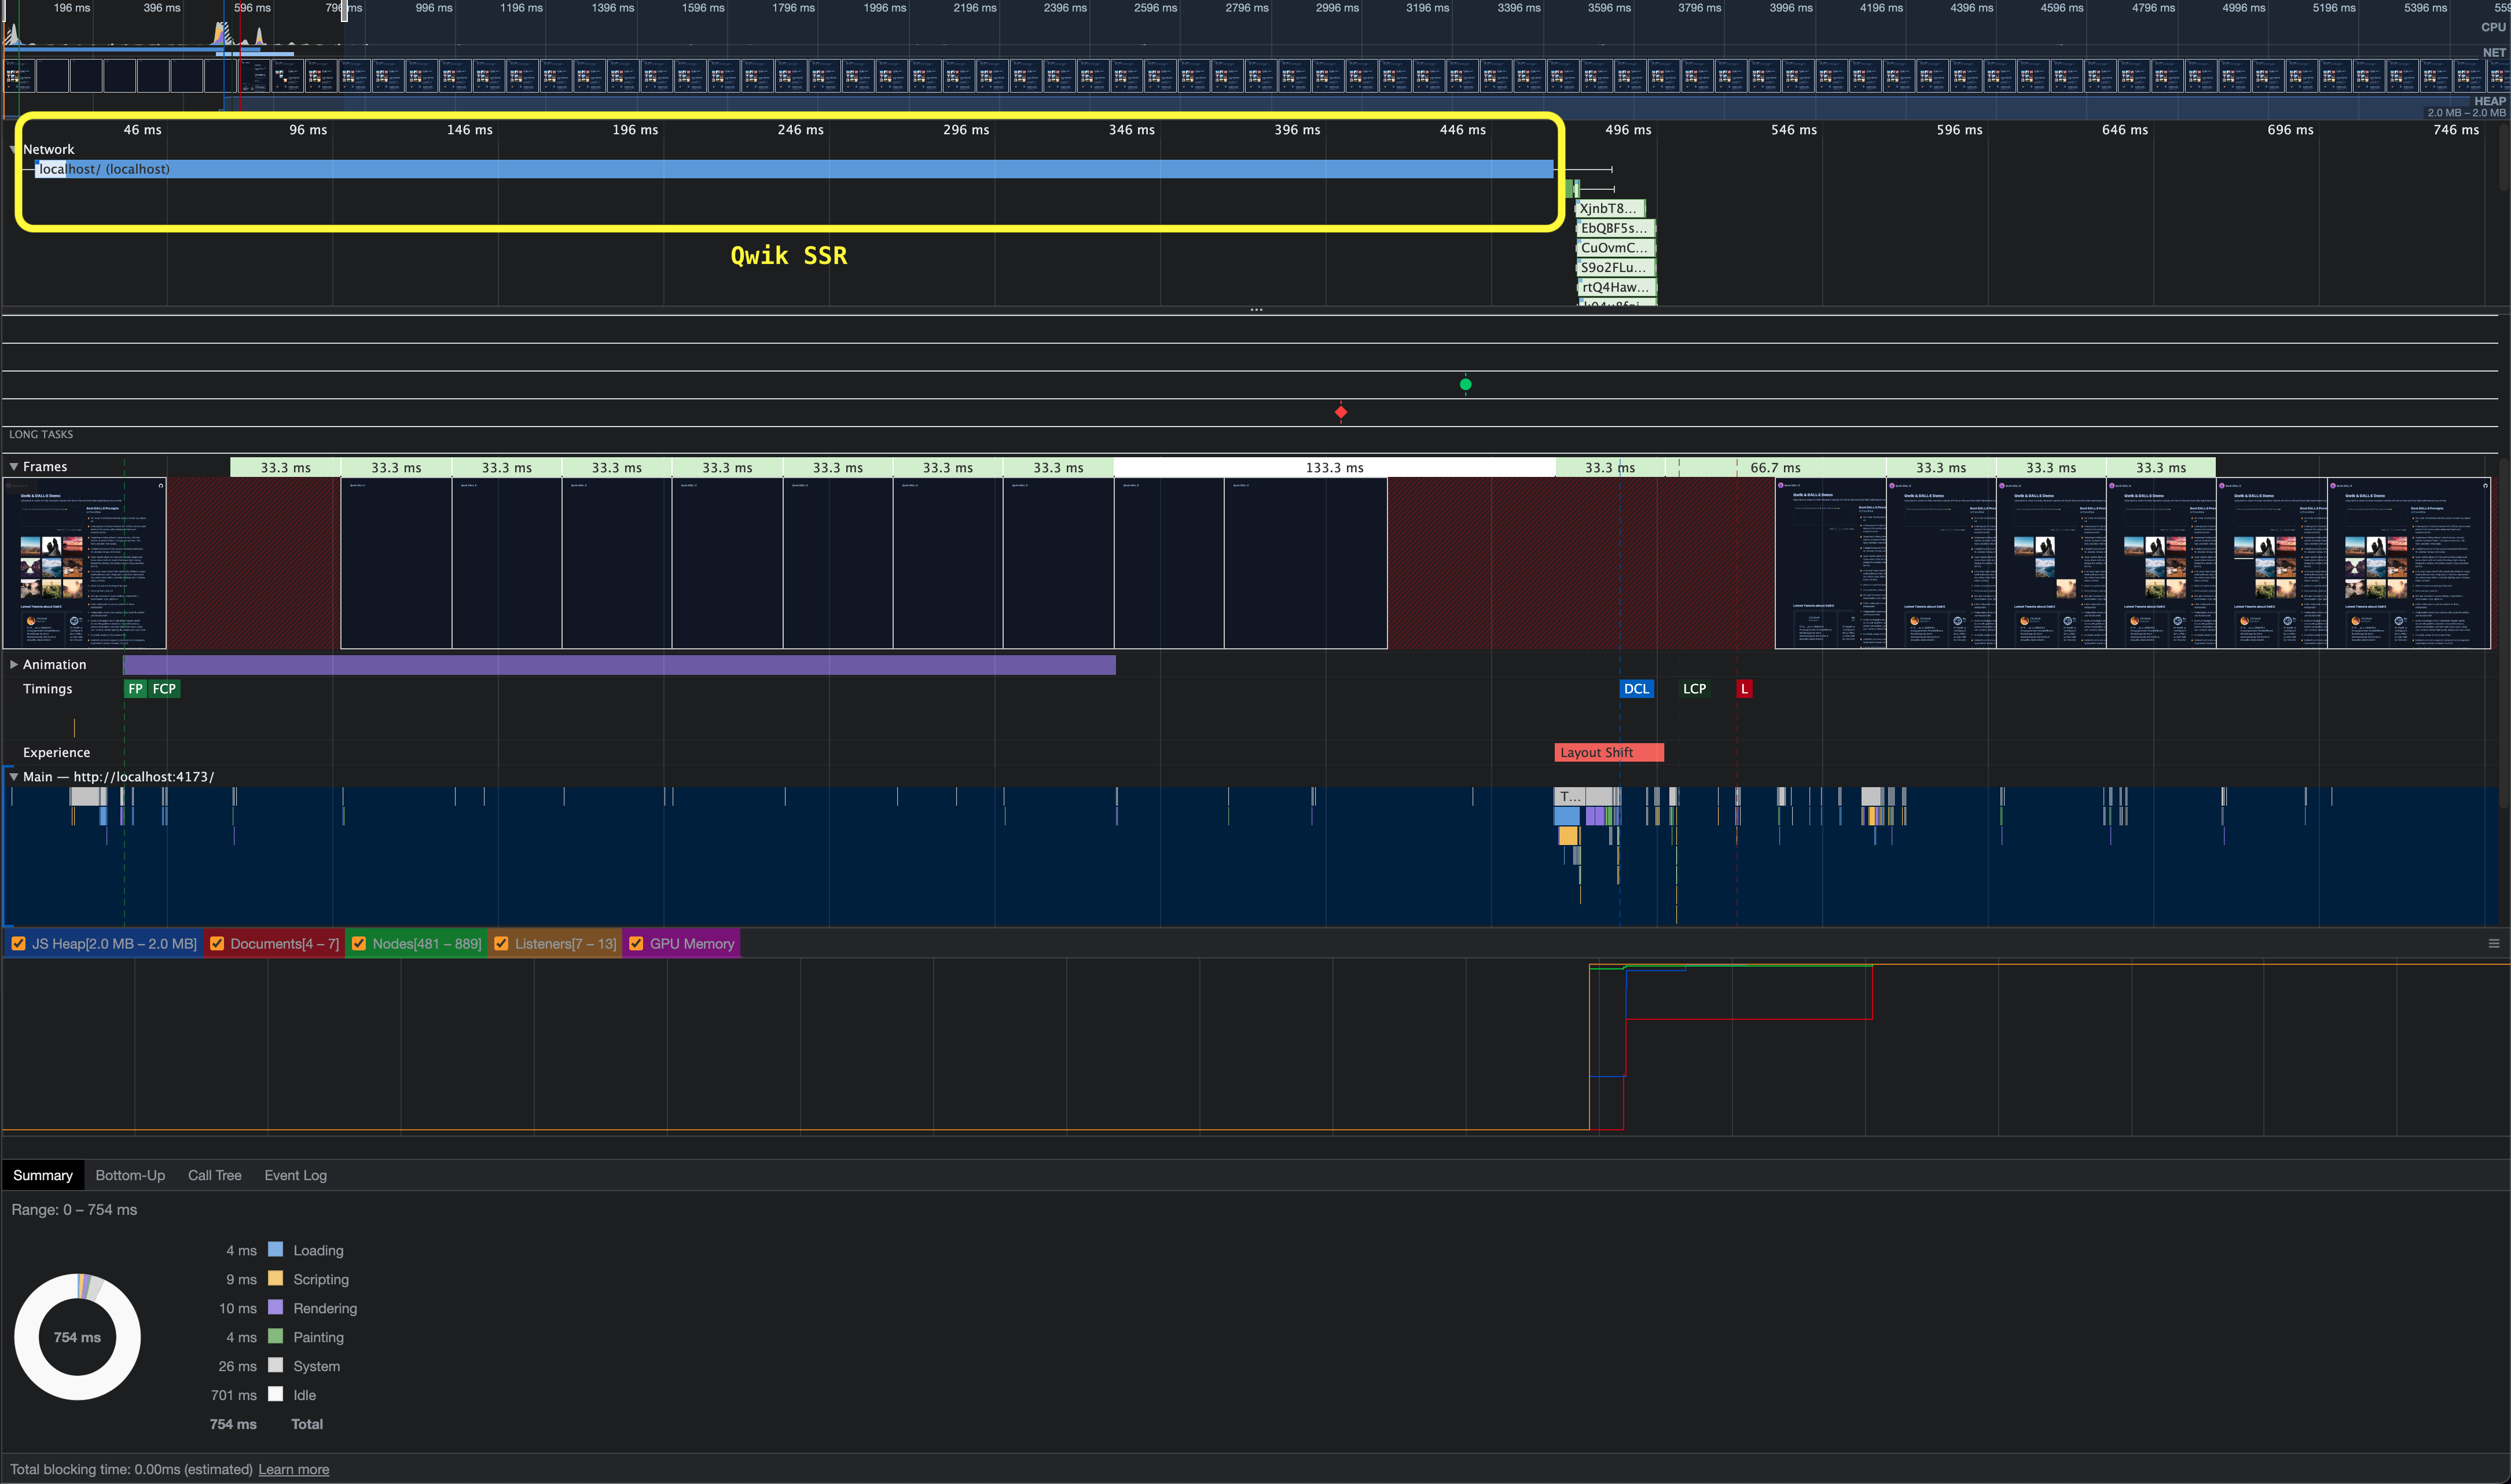 196 ms 396 ms 596 ms 796 ms 996 ms 1196 ms 1396 ms 1596 ms 1796 ms 1996 ms 2196 ms 2396 ms 2596 ms 2796 ms 2996 ms 3196 ms 3396 ms 3596 ms 3796 ms 3996 ms 4196 ms 4396 ms 4596 ms 4796 ms 4996 ms 5196 ms 5396 ms
CPU
NET
HEAP
2.0 MB – 2.0 MB
46 ms 96 ms 146 ms 196 ms 246 ms 296 ms 346 ms 396 ms 446 ms 496 ms 546 ms 596 ms 646 ms 696 ms 746 ms
Network
localhost/ (localhost)
XjnbT8...
EbQBF5s...
CuOvmC...
S9o2FLu...
rtQ4Haw...
Qwik SSR
LONG TASKS
Frames 33.3 ms 33.3 ms 33.3 ms 33.3 ms 33.3 ms 33.3 ms 33.3 ms 33.3 ms 133.3 ms 33.3 ms 66.7 ms 33.3 ms 33.3 ms 33.3 ms
Qwik & DALL-E Demo
Animation
Timings FP FCP DCL LCP L
Experience Layout Shift
Main — http://localhost:4173/
T...
JS Heap[2.0 MB – 2.0 MB] Documents[4 – 7] Nodes[481 – 889] Listeners[7 – 13] GPU Memory
Summary Bottom-Up Call Tree Event Log
Range: 0 – 754 ms
4 ms Loading
9 ms Scripting
10 ms Rendering
754 ms
4 ms Painting
26 ms System
701 ms Idle
754 ms Total
Total blocking time: 0.00ms (estimated) Learn more